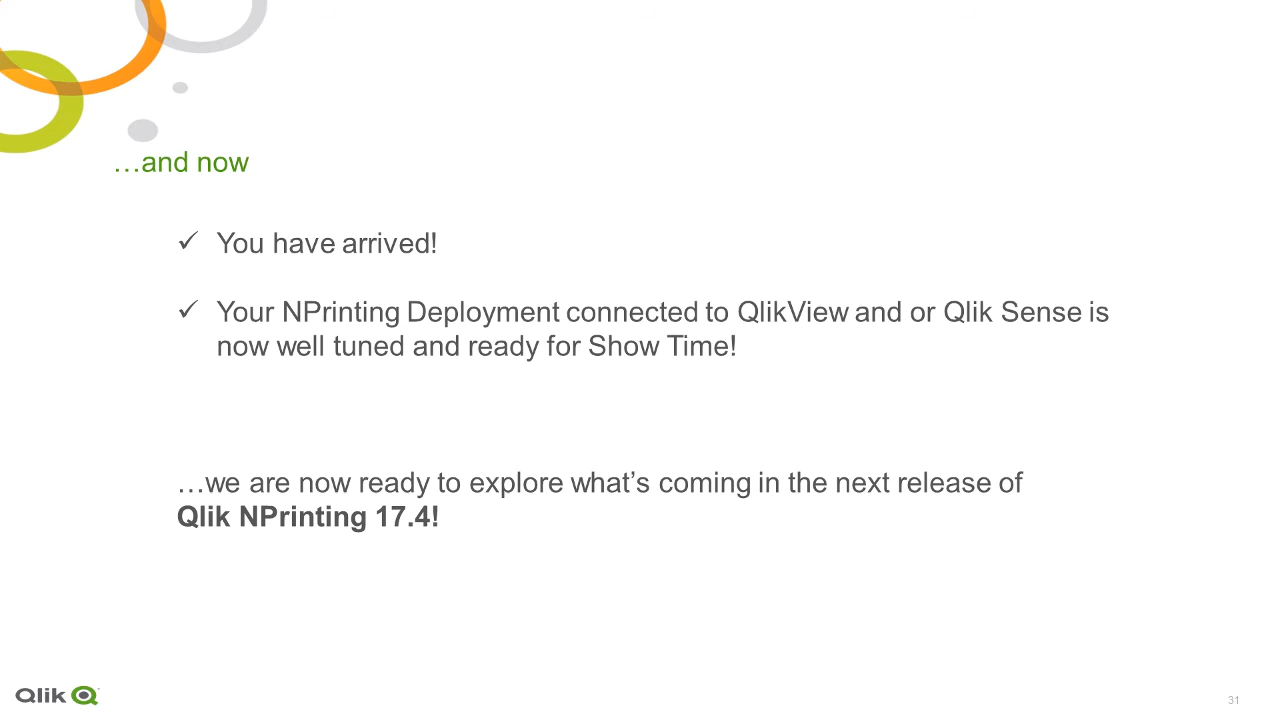 …and now
✓ You have arrived!
✓ Your NPrinting Deployment connected to QlikView and or Qlik Sense is
now well tuned and ready for Show Time!
…we are now ready to explore what’s coming in the next release of
Qlik NPrinting 17.4!
Qlik
31